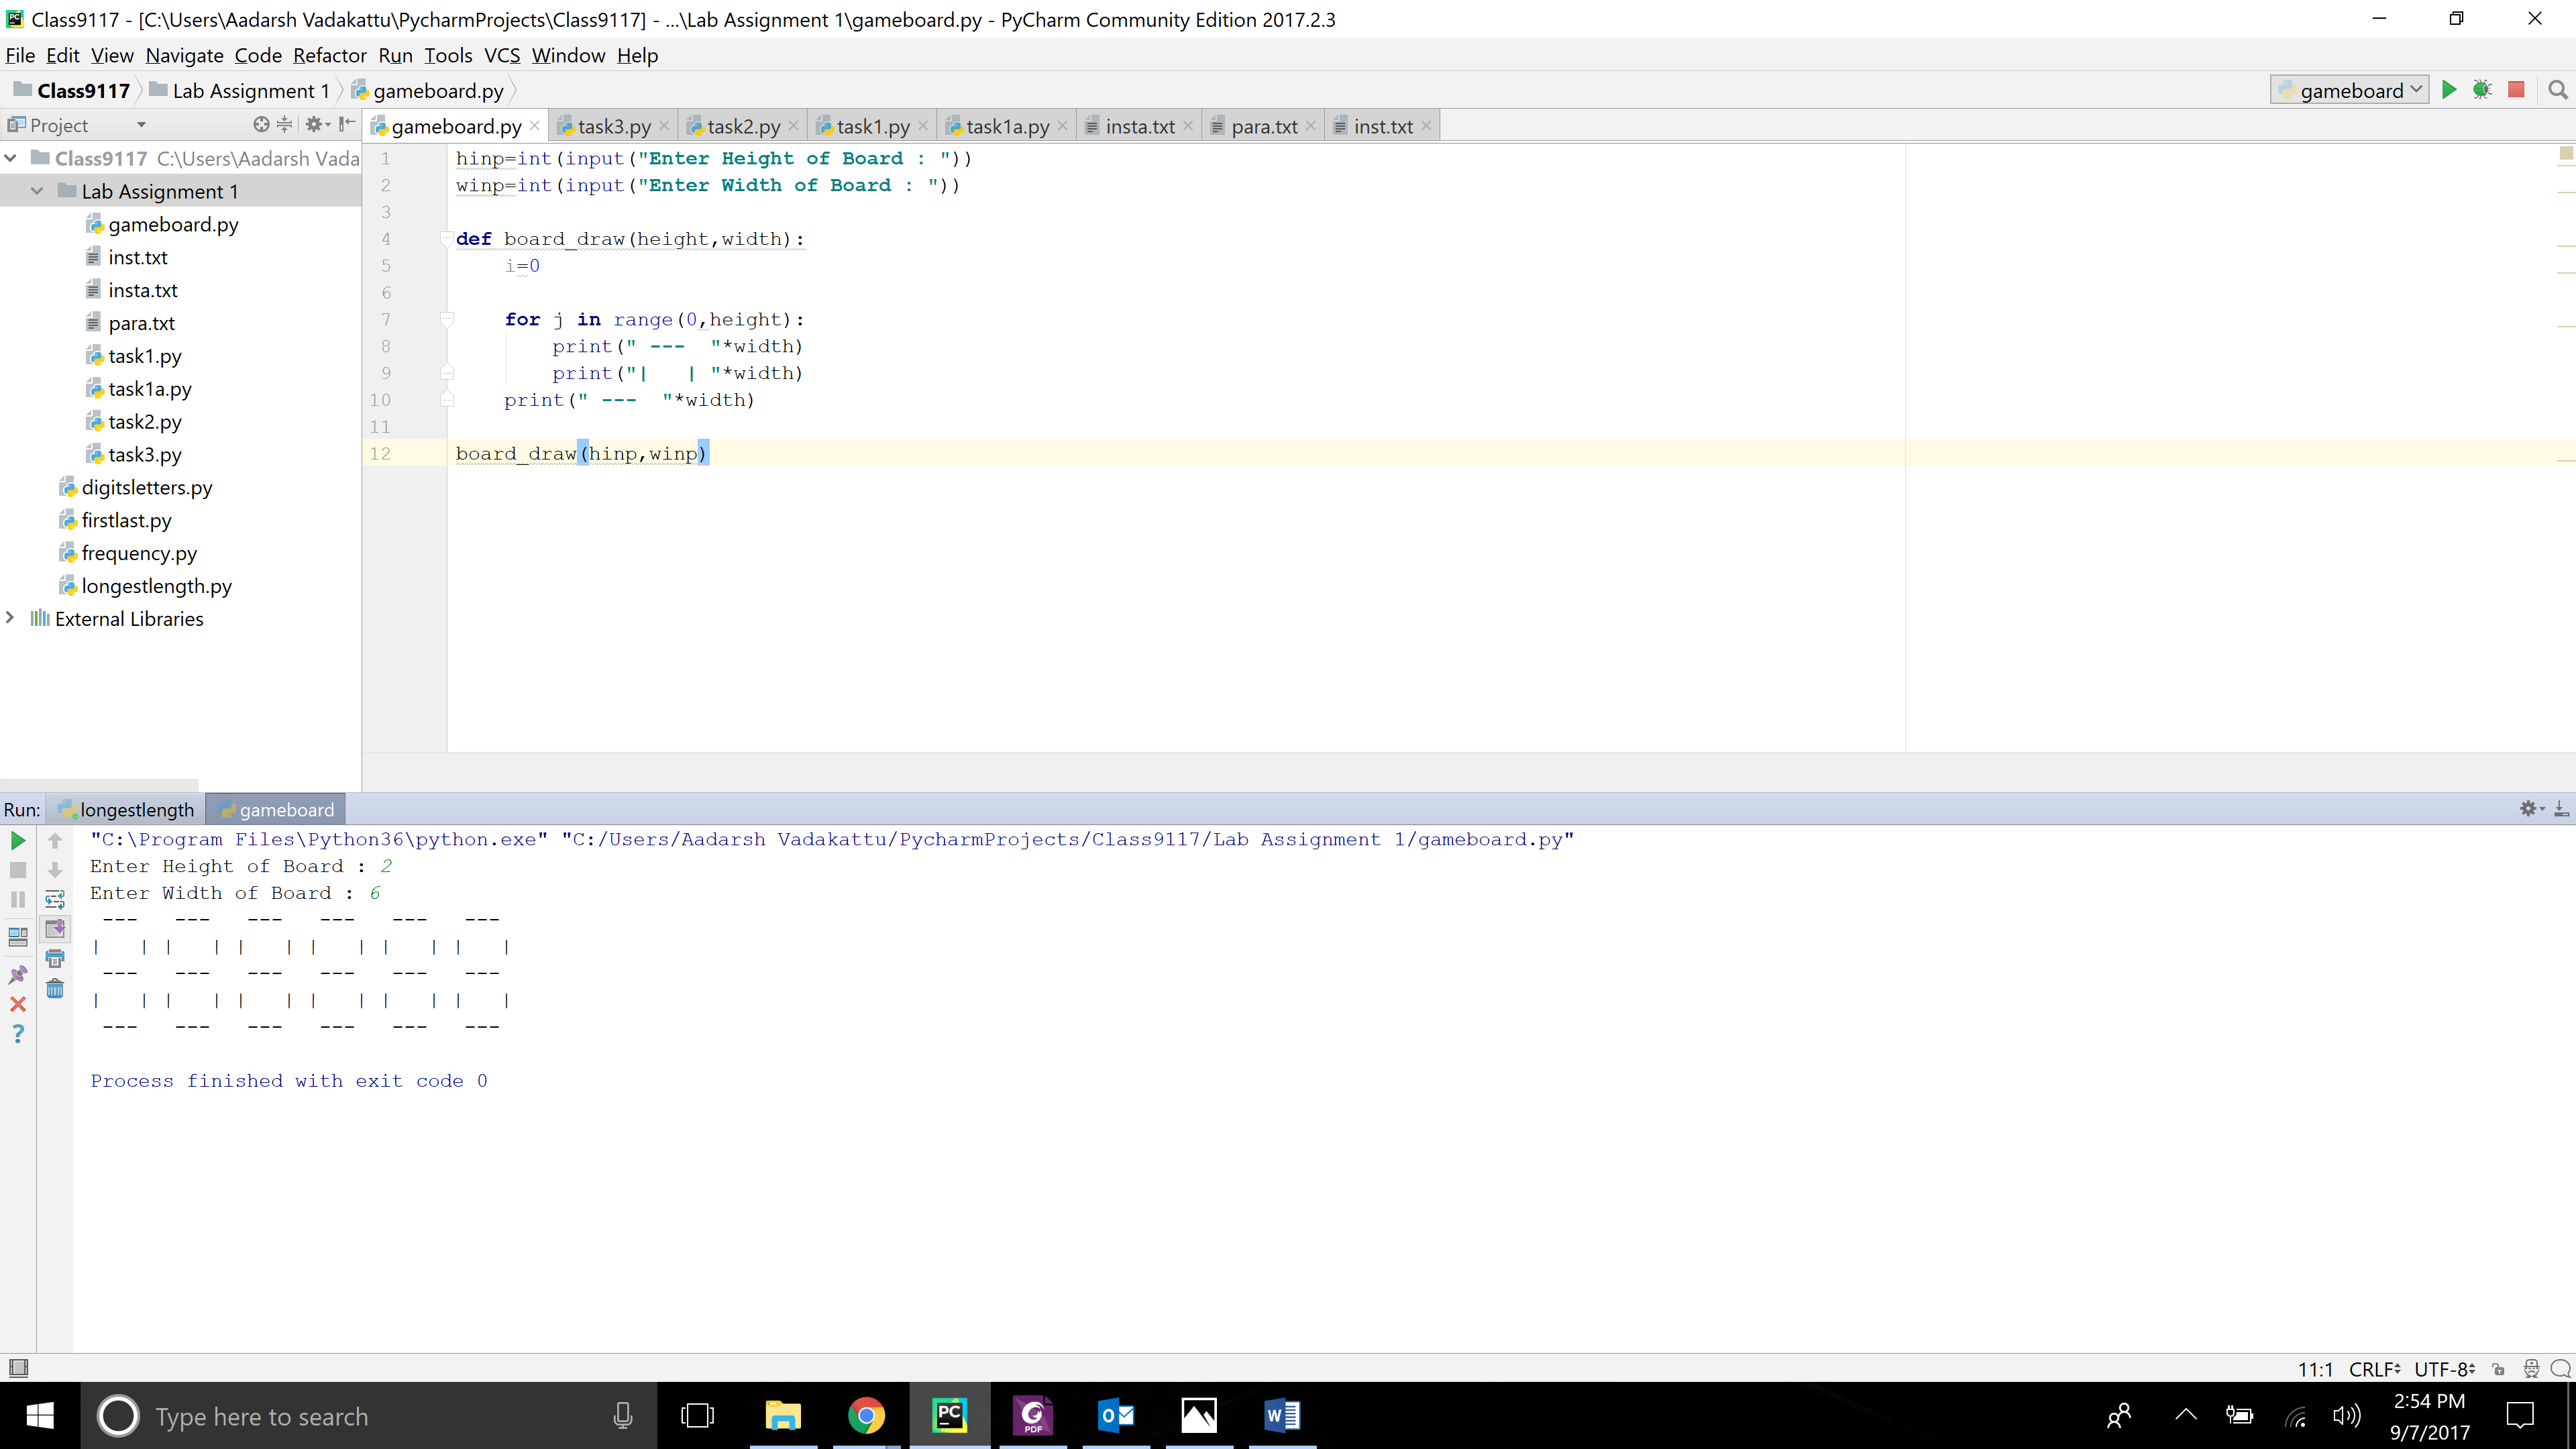 Class9117 - [C:\Users\Aadarsh Vadakattu\PycharmProjects\Class9117] - ...\Lab Assignment 1\gameboard.py - PyCharm Community Edition 2017.2.3
File Edit View Navigate Code Refactor Run Tools VCS Window Help
Class9117 Lab Assignment 1 gameboard.py
gameboard
Project
gameboard.py task3.py task2.py task1.py task1a.py insta.txt para.txt inst.txt
Class9117 C:\Users\Aadarsh Vada
Lab Assignment 1
gameboard.py
inst.txt
insta.txt
para.txt
task1.py
task1a.py
task2.py
task3.py
digitsletters.py
firstlast.py
frequency.py
longestlength.py
External Libraries
1 hinp=int(input("Enter Height of Board : "))
2 winp=int(input("Enter Width of Board : "))
3
4 def board_draw(height,width):
5     i=0
6
7     for j in range(0,height):
8         print(" ---  "*width)
9         print("|   | "*width)
10     print(" ---  "*width)
11
12 board_draw(hinp,winp)
Run: longestlength gameboard
"C:\Program Files\Python36\python.exe" "C:/Users/Aadarsh Vadakattu/PycharmProjects/Class9117/Lab Assignment 1/gameboard.py"
Enter Height of Board : 2
Enter Width of Board : 6
 ---   ---   ---   ---   ---   ---
|   | |   | |   | |   | |   | |   |
 ---   ---   ---   ---   ---   ---
|   | |   | |   | |   | |   | |   |
 ---   ---   ---   ---   ---   ---
Process finished with exit code 0
11:1 CRLF UTF-8
Type here to search
PC
PDF
2:54 PM
9/7/2017